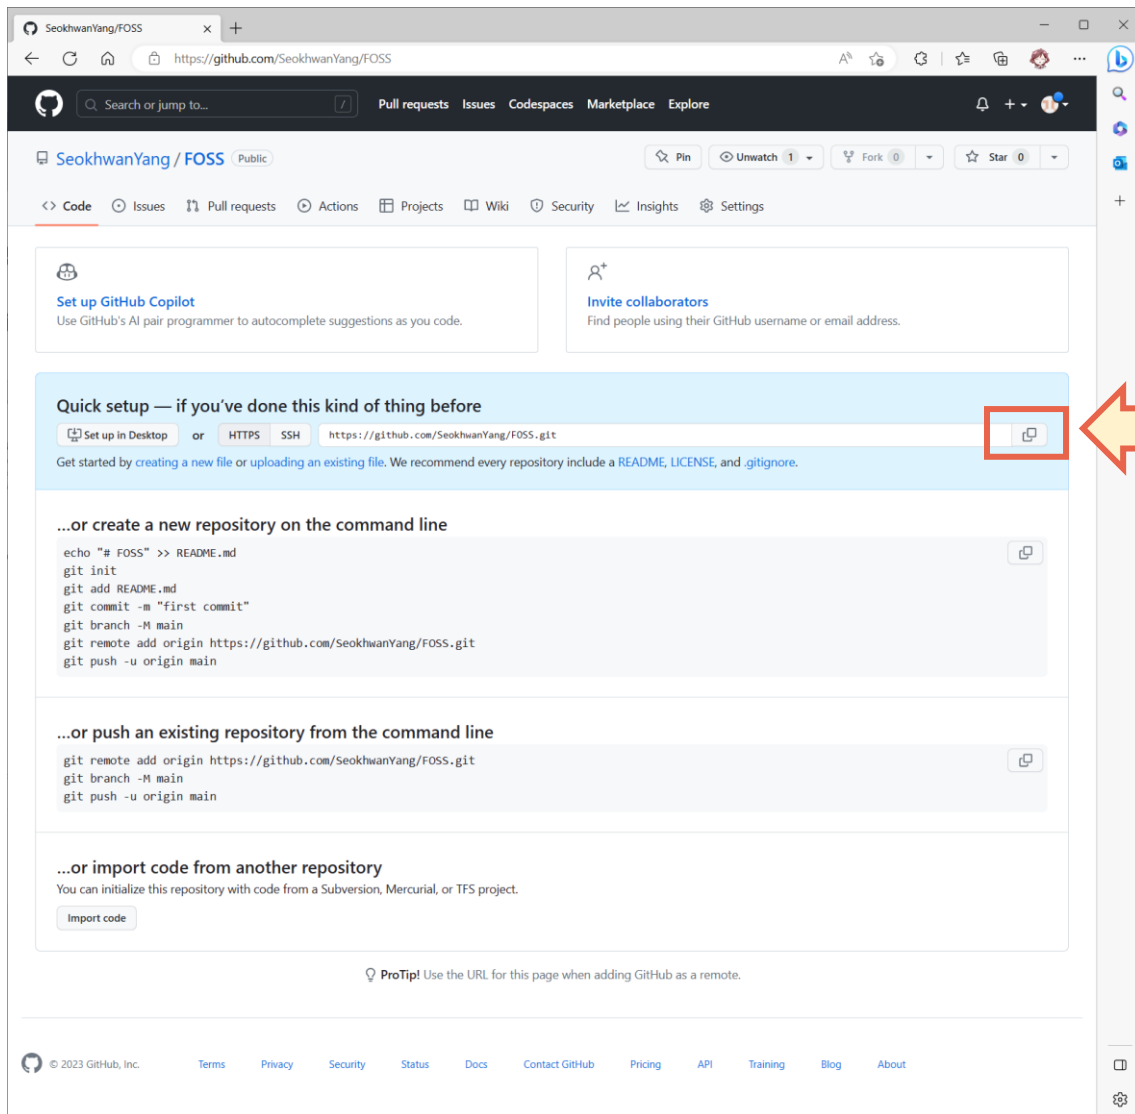 SeokhwanYang/FOSS
https://github.com/SeokhwanYang/FOSS
Search or jump to... / Pull requests Issues Codespaces Marketplace Explore
SeokhwanYang / FOSS Public Pin Unwatch 1 Fork 0 Star 0
Code Issues Pull requests Actions Projects Wiki Security Insights Settings
Set up GitHub Copilot
Use GitHub's AI pair programmer to autocomplete suggestions as you code.
Invite collaborators
Find people using their GitHub username or email address.
Quick setup — if you've done this kind of thing before
Set up in Desktop or HTTPS SSH https://github.com/SeokhwanYang/FOSS.git
Get started by creating a new file or uploading an existing file. We recommend every repository include a README, LICENSE, and .gitignore.
...or create a new repository on the command line
echo "# FOSS" >> README.md
git init
git add README.md
git commit -m "first commit"
git branch -M main
git remote add origin https://github.com/SeokhwanYang/FOSS.git
git push -u origin main
...or push an existing repository from the command line
git remote add origin https://github.com/SeokhwanYang/FOSS.git
git branch -M main
git push -u origin main
...or import code from another repository
You can initialize this repository with code from a Subversion, Mercurial, or TFS project.
Import code
ProTip! Use the URL for this page when adding GitHub as a remote.
© 2023 GitHub, Inc. Terms Privacy Security Status Docs Contact GitHub Pricing API Training Blog About